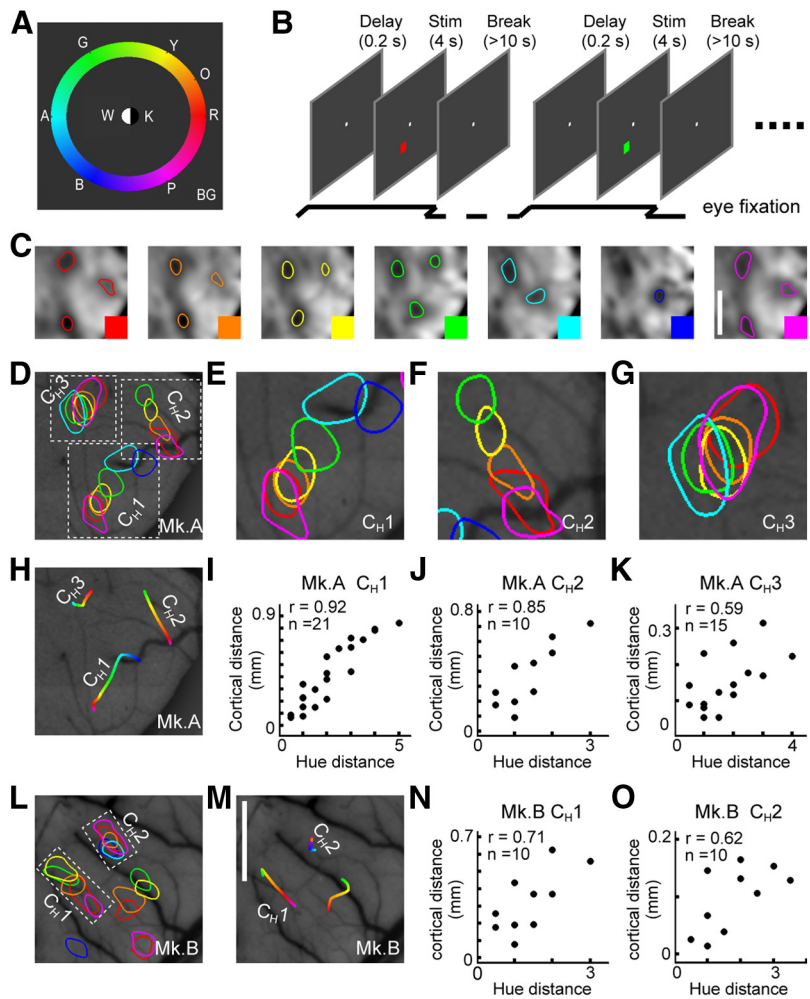 A
G
Y
O
A
W
K
R
B
P
BG
B
Delay
(0.2 s)
Stim
(4 s)
Break
(>10 s)
Delay
(0.2 s)
Stim
(4 s)
Break
(>10 s)
eye fixation
C
D
CH3
CH2
CH1
Mk.A
E
CH1
F
CH2
G
CH3
H
CH3
CH2
CH1
Mk.A
I
Mk.A CH1
r = 0.92
n =21
0.9
0
Cortical distance
(mm)
5
Hue distance
J
Mk.A CH2
r = 0.85
n =10
0.8
0
Cortical distance
(mm)
3
Hue distance
K
Mk.A CH3
r = 0.59
n =15
0.3
0
Cortical distance
(mm)
0
4
Hue distance
L
CH2
CH1
Mk.B
M
CH2
CH1
Mk.B
N
Mk.B CH1
r = 0.71
n =10
0.7
0
cortical distance
(mm)
0
3
Hue distance
O
Mk.B CH2
r = 0.62
n =10
0.2
0
cortical distance
(mm)
0
3
Hue distance